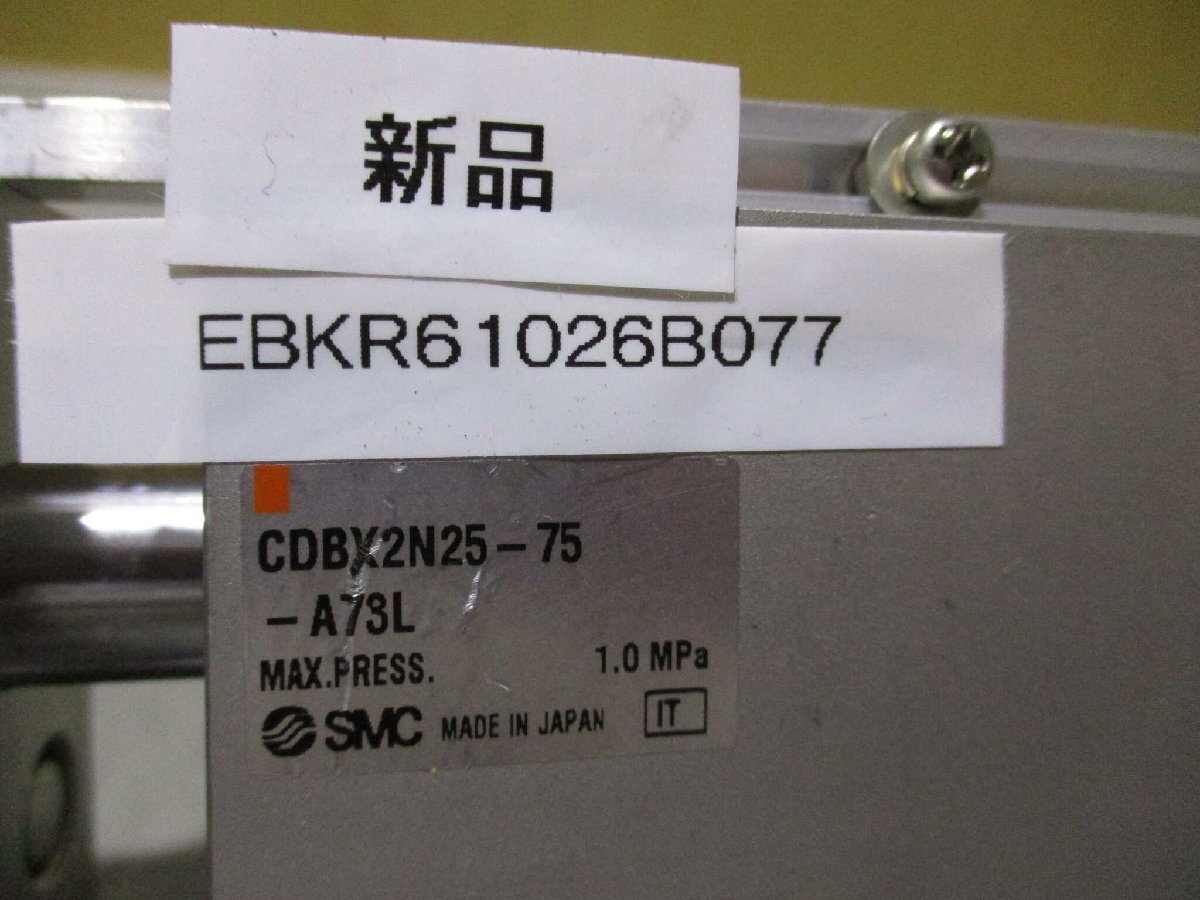 新品
EBKR61026B077
CDBX2N25-75
-A73L
MAX.PRESS. 1.0 MPa
SMC MADE IN JAPAN IT